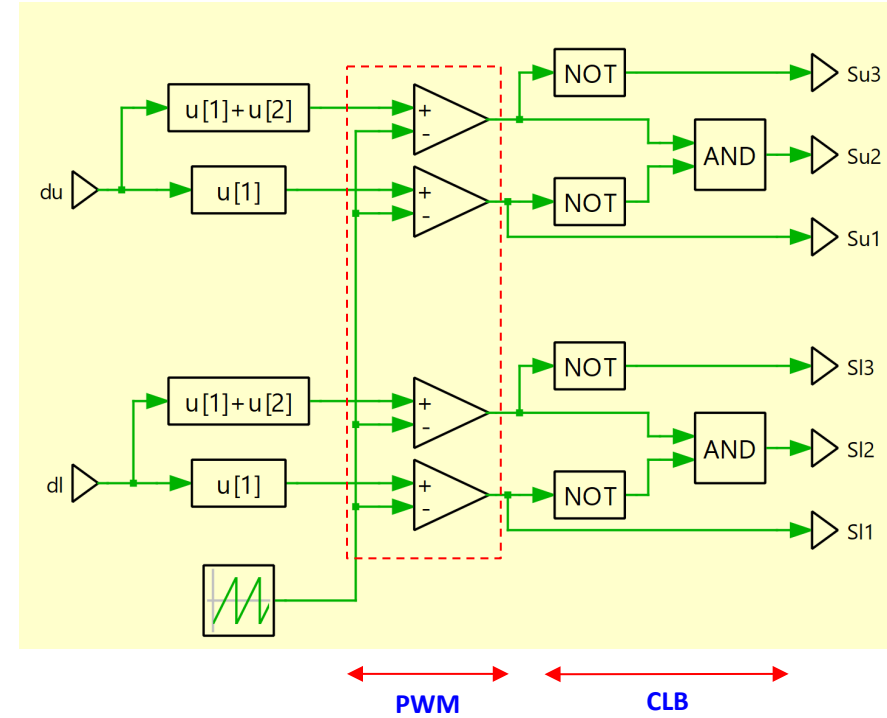 NOT
Su3
u[1]+u[2]
+
-
AND
Su2
du
u[1]
+
-
NOT
Su1
NOT
Sl3
u[1]+u[2]
+
-
AND
Sl2
dl
u[1]
+
-
NOT
Sl1
PWM
CLB